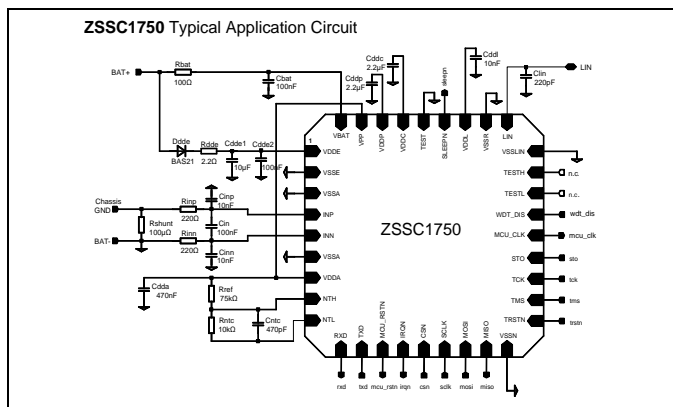 ZSSC1750 Typical Application Circuit
BAT+
Rbat
100Ω
Cbat
100nF
Cddp
2.2µF
Cddc
2.2µF
sleepn
Cddl
10nF
Clin
220pF
LIN
Ddde
BAS21
Rdde
2.2Ω
Cdde1
10µF
Cdde2
100nF
1
VBAT
VPP
VDDP
VDDC
TEST
SLEEPN
VDDL
VSSR
LIN
VDDE
VSSE
VSSA
INP
INN
VSSA
VDDA
NTH
NTL
ZSSC1750
VSSLIN
TESTH
n.c.
TESTL
n.c.
WDT_DIS
wdt_dis
MCU_CLK
mcu_clk
STO
sto
TCK
tck
TMS
tms
TRSTN
trstn
Chassis
GND
Rshunt
100µΩ
BAT-
Rinp
220Ω
Rinn
220Ω
Cinp
10nF
Cin
100nF
Cinn
10nF
Cdda
470nF
Rref
75kΩ
Rntc
10kΩ
Cntc
470pF
RXD
TXD
MCU_RSTN
IRQN
CSN
SCLK
MOSI
MISO
VSSN
rxd
txd
mcu_rstn
irqn
csn
sclk
mosi
miso